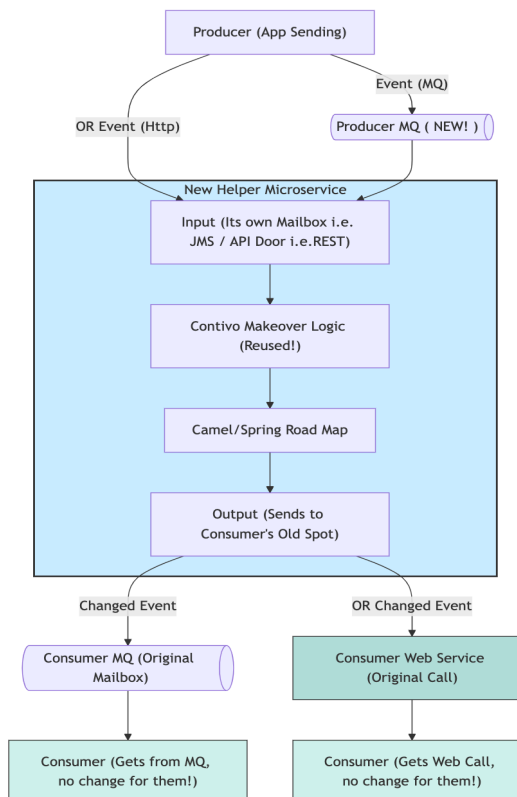 Producer (App Sending)
Event (MQ)
OR Event (Http)
Producer MQ ( NEW! )
New Helper Microservice
Input (Its own Mailbox i.e.
JMS / API Door i.e.REST)
Contivo Makeover Logic
(Reused!)
Camel/Spring Road Map
Output (Sends to
Consumer's Old Spot)
Changed Event
OR Changed Event
Consumer MQ (Original
Mailbox)
Consumer Web Service
(Original Call)
Consumer (Gets from MQ,
no change for them!)
Consumer (Gets Web Call,
no change for them!)